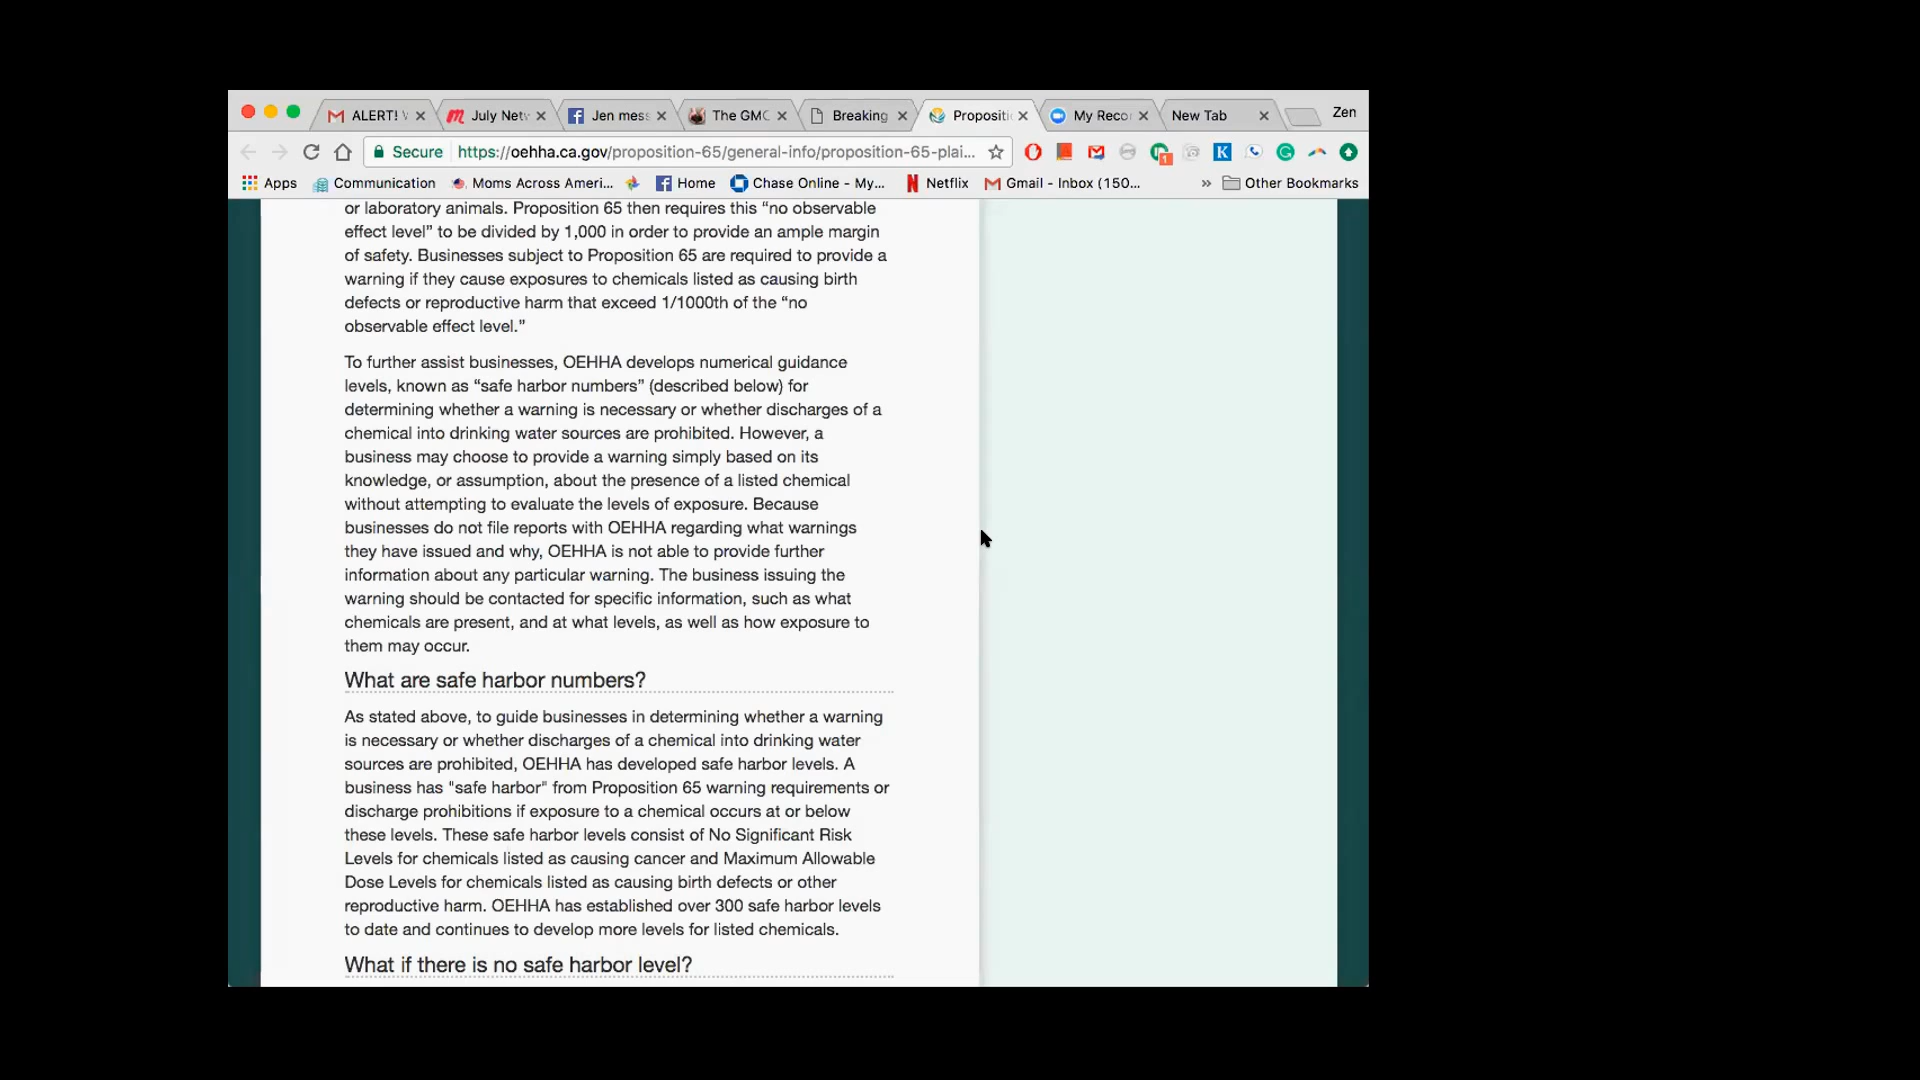 ALERT! V
July Netw
Jen mess
The GMO
Breaking
Propositi
My Recor
New Tab
Zen
Secure https://oehha.ca.gov/proposition-65/general-info/proposition-65-plai...
Apps Communication Moms Across Ameri... Home Chase Online - My... Netflix Gmail - Inbox (150... » Other Bookmarks
or laboratory animals. Proposition 65 then requires this “no observable
effect level” to be divided by 1,000 in order to provide an ample margin
of safety. Businesses subject to Proposition 65 are required to provide a
warning if they cause exposures to chemicals listed as causing birth
defects or reproductive harm that exceed 1/1000th of the “no
observable effect level.”
To further assist businesses, OEHHA develops numerical guidance
levels, known as “safe harbor numbers” (described below) for
determining whether a warning is necessary or whether discharges of a
chemical into drinking water sources are prohibited. However, a
business may choose to provide a warning simply based on its
knowledge, or assumption, about the presence of a listed chemical
without attempting to evaluate the levels of exposure. Because
businesses do not file reports with OEHHA regarding what warnings
they have issued and why, OEHHA is not able to provide further
information about any particular warning. The business issuing the
warning should be contacted for specific information, such as what
chemicals are present, and at what levels, as well as how exposure to
them may occur.
What are safe harbor numbers?
As stated above, to guide businesses in determining whether a warning
is necessary or whether discharges of a chemical into drinking water
sources are prohibited, OEHHA has developed safe harbor levels. A
business has "safe harbor" from Proposition 65 warning requirements or
discharge prohibitions if exposure to a chemical occurs at or below
these levels. These safe harbor levels consist of No Significant Risk
Levels for chemicals listed as causing cancer and Maximum Allowable
Dose Levels for chemicals listed as causing birth defects or other
reproductive harm. OEHHA has established over 300 safe harbor levels
to date and continues to develop more levels for listed chemicals.
What if there is no safe harbor level?